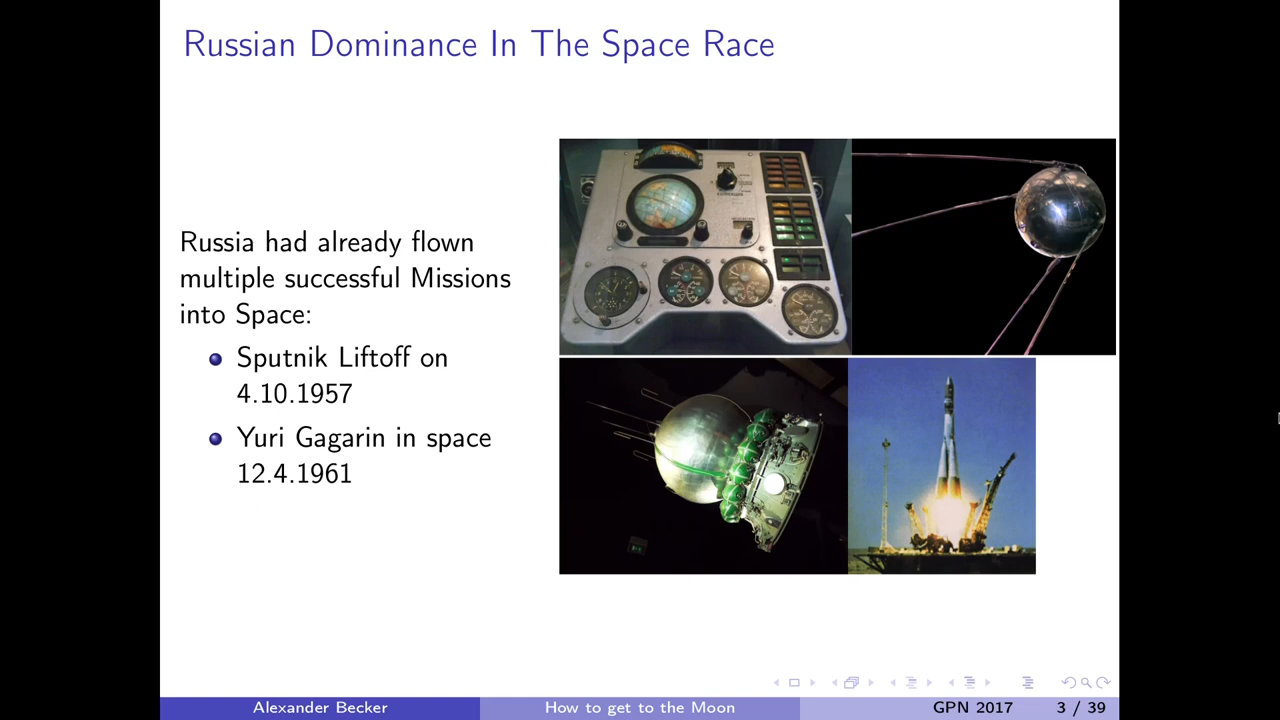 Russian Dominance In The Space Race
Russia had already flown
multiple successful Missions
into Space:
Sputnik Liftoff on
4.10.1957
Yuri Gagarin in space
12.4.1961
Alexander Becker
How to get to the Moon
GPN 2017
3 / 39